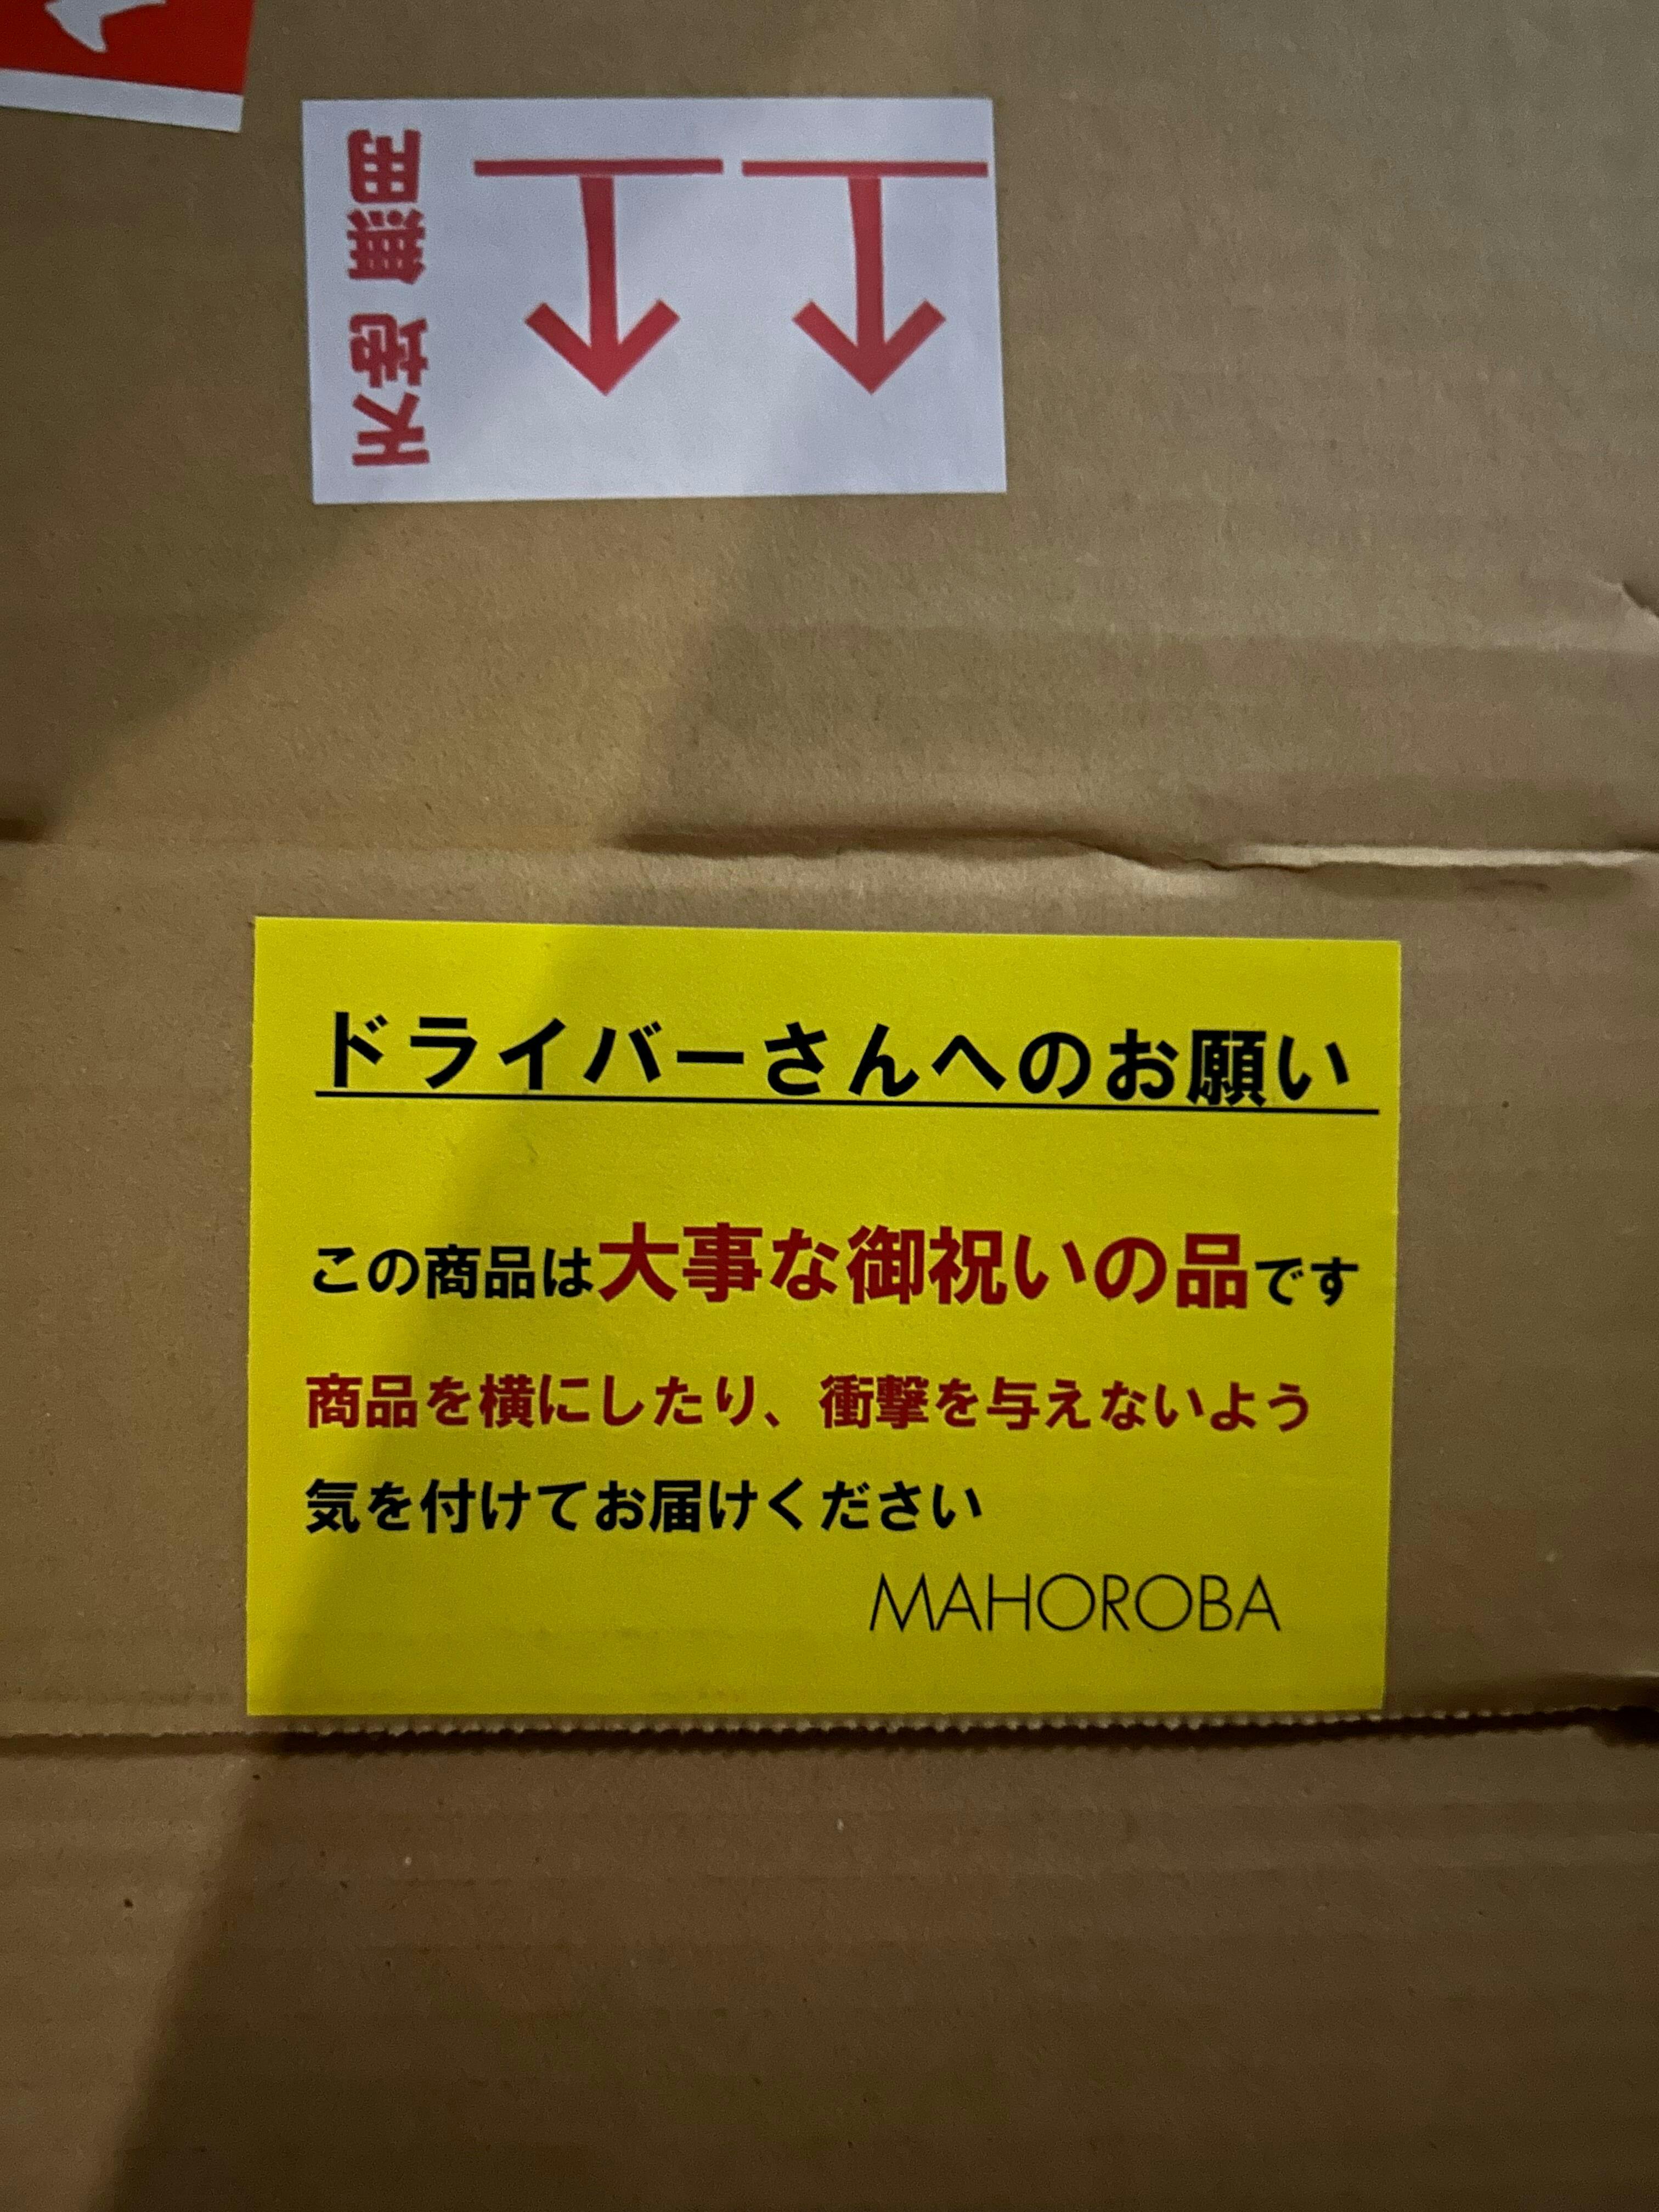 天地無用
ドライバーさんへのお願い
この商品は大事な御祝いの品です
商品を横にしたり、衝撃を与えないよう
気を付けてお届けください
MAHOROBA